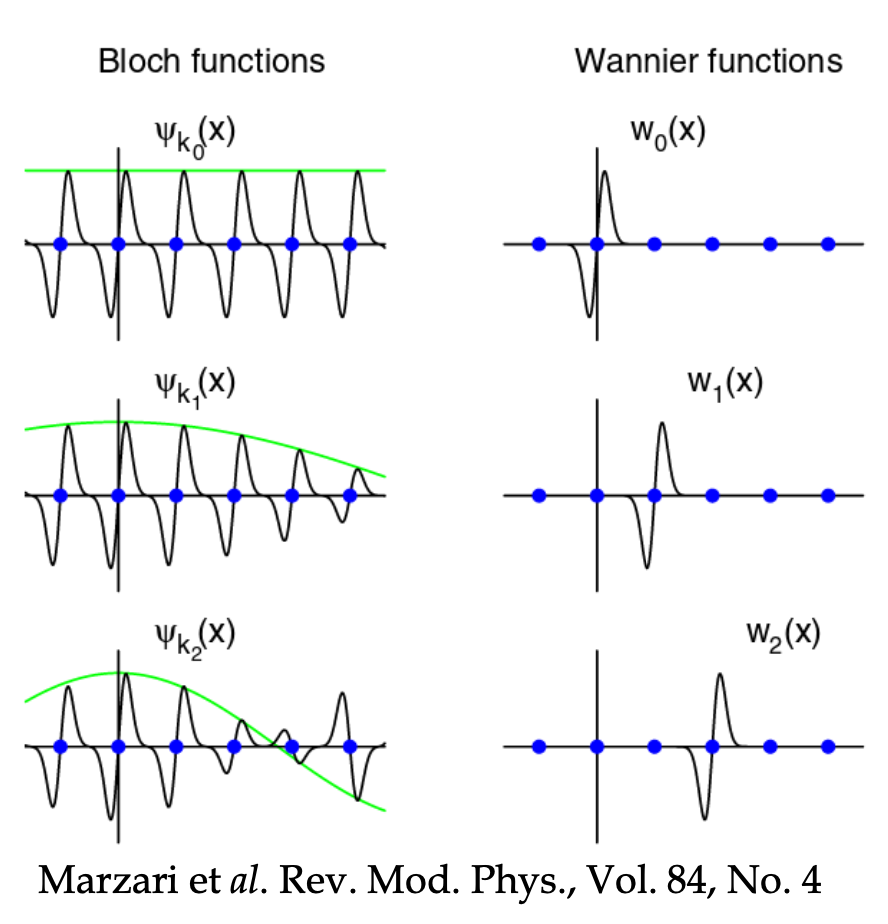 Bloch functions
Wannier functions
ψk0(x)
w0(x)
ψk1(x)
w1(x)
ψk2(x)
w2(x)
Marzari et al. Rev. Mod. Phys., Vol. 84, No. 4